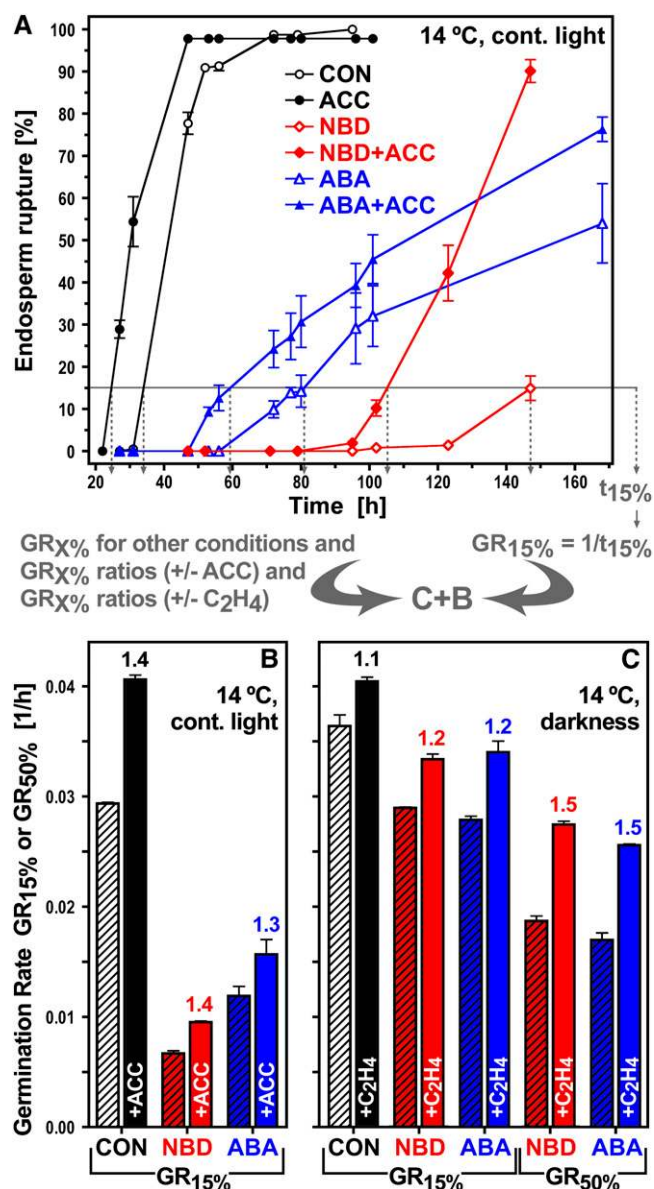 A
14 ºC, cont. light
Endosperm rupture [%]
100
90
80
70
60
50
40
30
20
10
0
CON
ACC
NBD
NBD+ACC
ABA
ABA+ACC
20 40 60 80 100 120 140 160
Time [h]
t15%
GRX% for other conditions and
GRX% ratios (+/- ACC) and
GRX% ratios (+/- C2H4)
GR15% = 1/t15%
C+B
Germination Rate GR15% or GR50% [1/h]
0.04
0.03
0.02
0.01
0.00
B
14 ºC,
cont. light
1.4
1.4
1.3
+ACC
+ACC
+ACC
CON NBD ABA
GR15%
C
14 ºC,
darkness
1.1
1.2
1.2
1.5
1.5
+C2H4
+C2H4
+C2H4
+C2H4
+C2H4
CON NBD ABA NBD ABA
GR15% GR50%